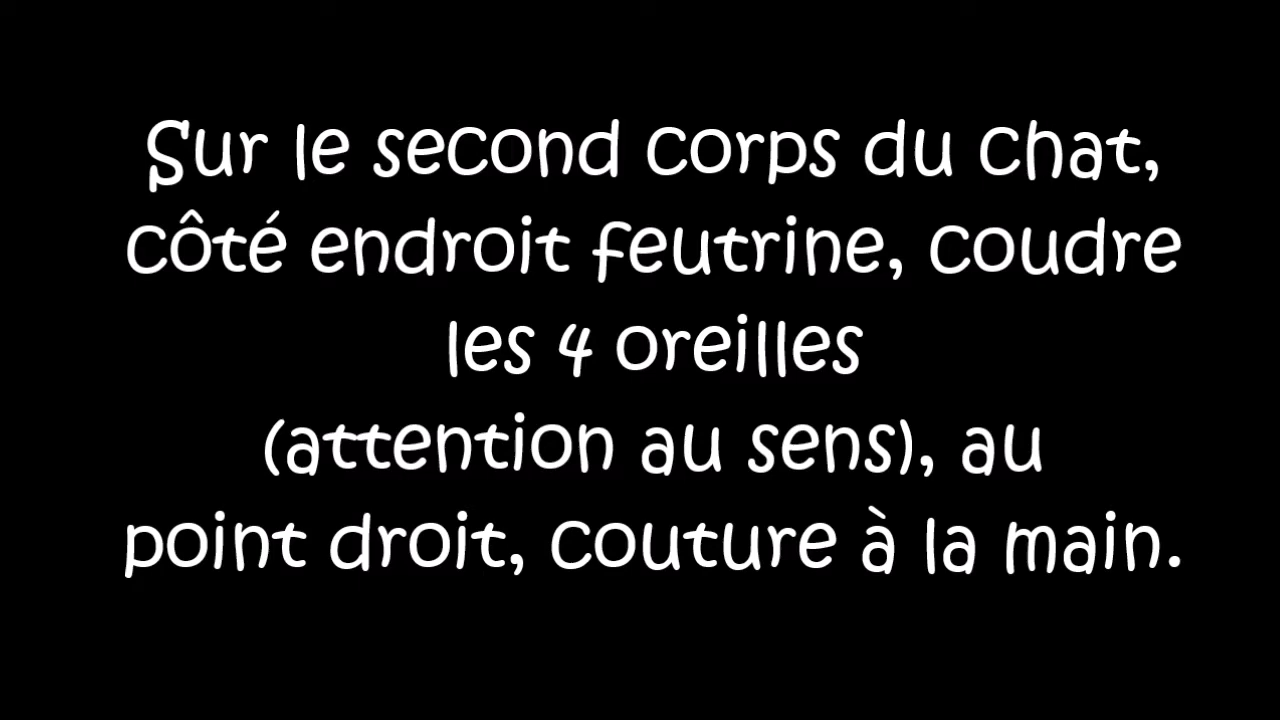 Sur le second corps du chat,
côté endroit feutrine, coudre
les 4 oreilles
(attention au sens), au
point droit, couture à la main.